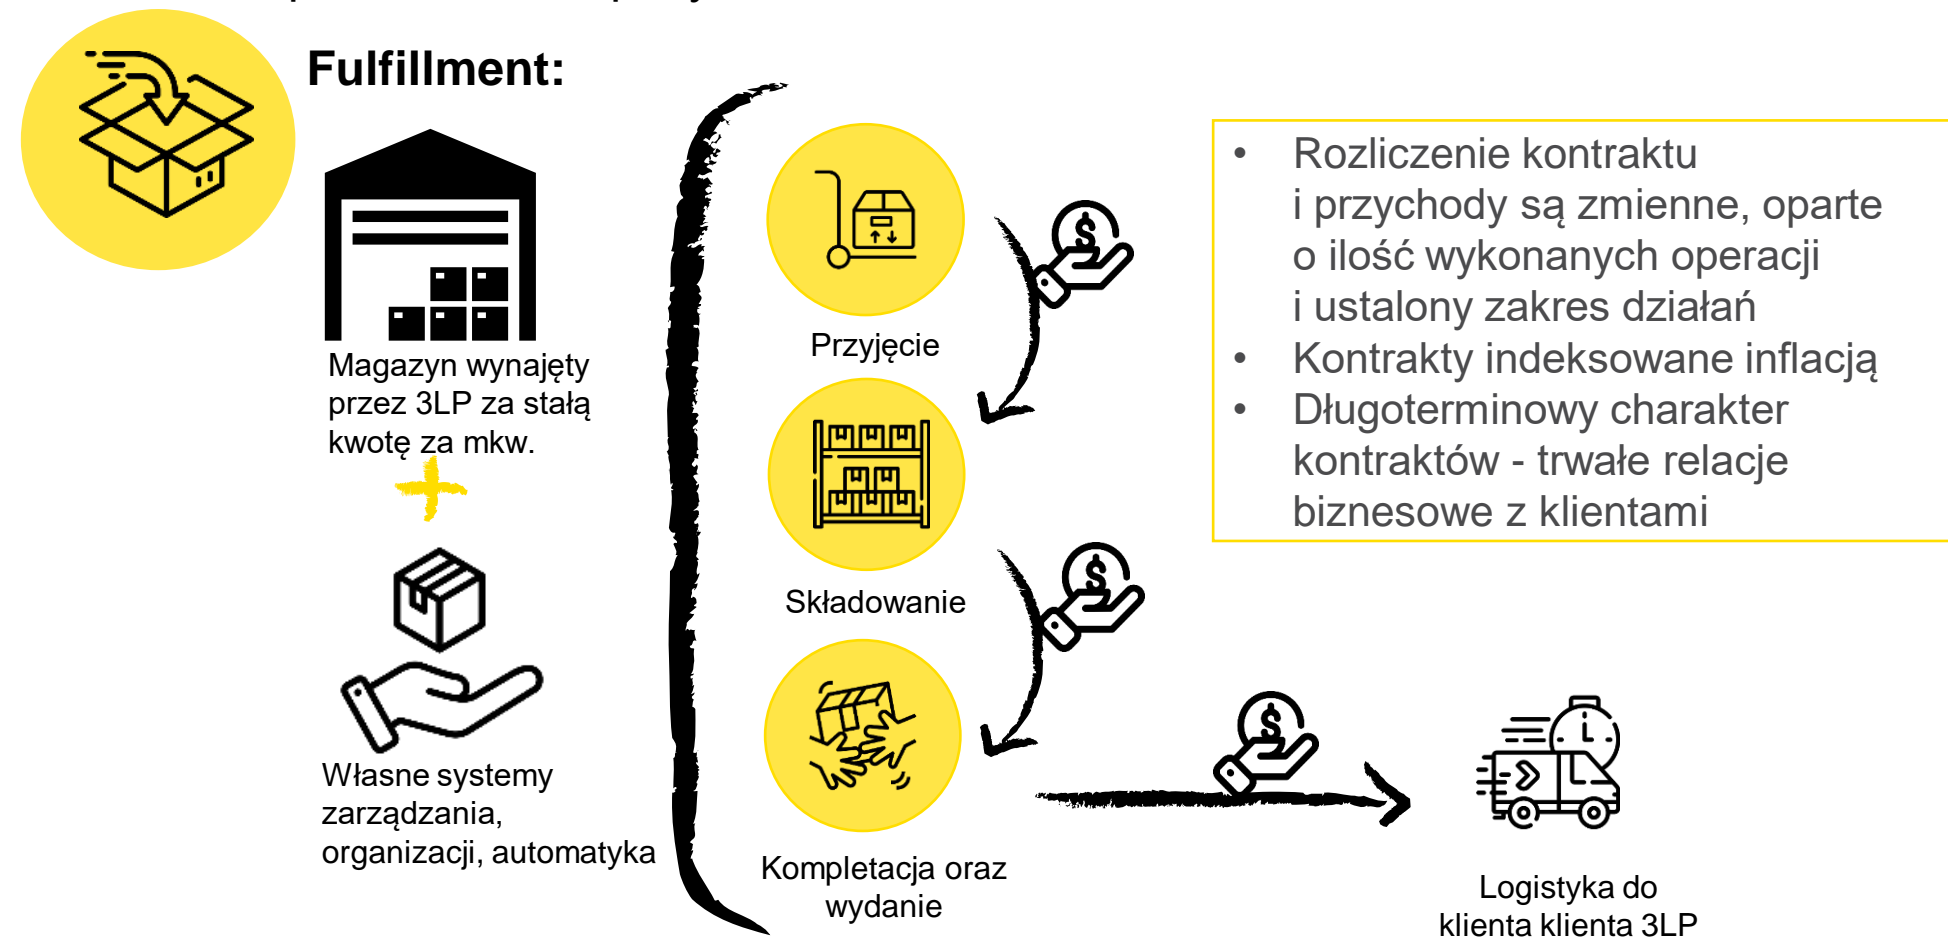 Fulfillment:
Magazyn wynajęty
przez 3LP za stałą
kwotę za mkw.
Własne systemy
zarządzania,
organizacji, automatyka
Przyjęcie
Składowanie
Kompletacja oraz
wydanie
• Rozliczenie kontraktu
i przychody są zmienne, oparte
o ilość wykonanych operacji
i ustalony zakres działań
• Kontrakty indeksowane inflacją
• Długoterminowy charakter
kontraktów - trwałe relacje
biznesowe z klientami
Logistyka do
klienta klienta 3LP